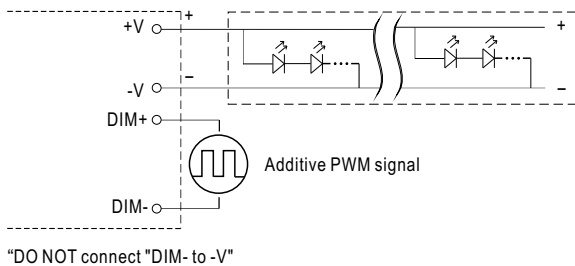 +V
+
+
-V
–
–
DIM+
Additive PWM signal
DIM-
“DO NOT connect "DIM- to -V"